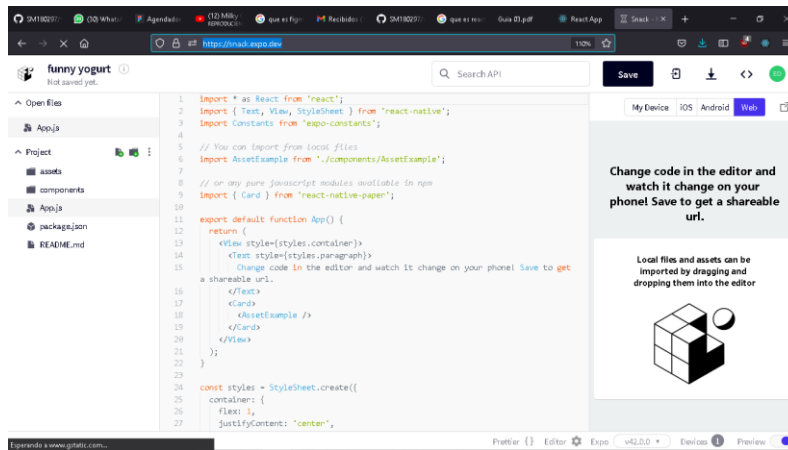 SM180297/
(30) Whats
Agendado
(12) Milky
REPRODUCIEN
que es figm
Recibidos (
SM180297/
que es reac
Guia 03.pdf
React App
Snack - F
https://snack.expo.dev
110%
funny yogurt
Not saved yet.
Search API
Save
EO
Open files
App.js
Project
assets
components
App.js
package.json
README.md
1 import * as React from 'react';
2 import { Text, View, StyleSheet } from 'react-native';
3 import Constants from 'expo-constants';
4
5 // You can import from local files
6 import AssetExample from './components/AssetExample';
7
8 // or any pure javascript modules available in npm
9 import { Card } from 'react-native-paper';
10
11 export default function App() {
12 return (
13 <View style={styles.container}>
14 <Text style={styles.paragraph}>
15 Change code in the editor and watch it change on your phone! Save to get
a shareable url.
16 </Text>
17 <Card>
18 <AssetExample />
19 </Card>
20 </View>
21 );
22 }
23
24 const styles = StyleSheet.create({
25 container: {
26 flex: 1,
27 justifyContent: 'center',
My Device iOS Android Web
Change code in the editor and
watch it change on your
phone! Save to get a shareable
url.
Local files and assets can be
imported by dragging and
dropping them into the editor
Esperando a www.gstatic.com...
Prettier {} Editor Expo v42.0.0 Devices 1 Preview